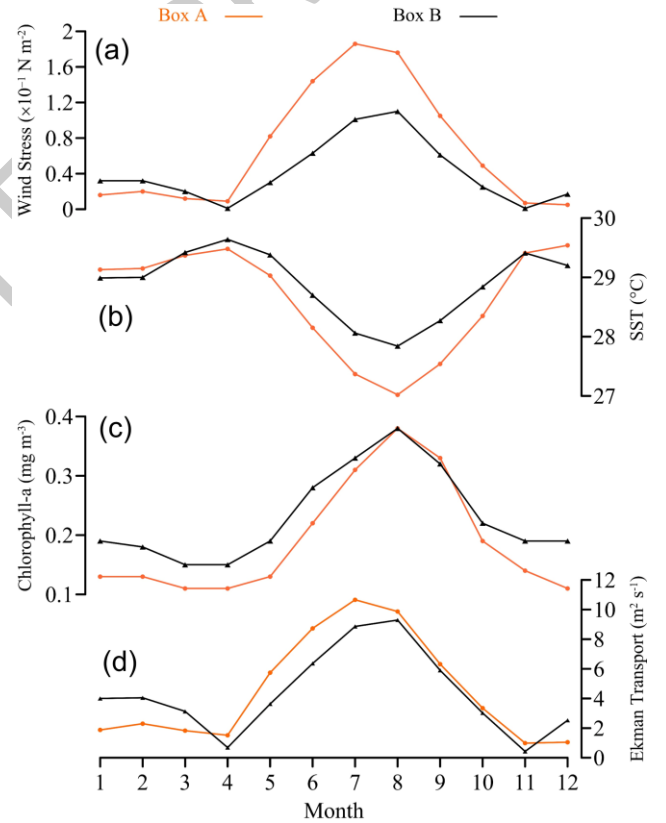 Box A Box B
(a)
Wind Stress (×10⁻¹ N m⁻²)
2
1.6
1.2
0.8
0.4
0
(b)
SST (°C)
30
29
28
27
(c)
Chlorophyll-a (mg m⁻³)
0.4
0.3
0.2
0.1
(d)
Ekman Transport (m² s⁻¹)
12
10
8
6
4
2
0
1 2 3 4 5 6 7 8 9 10 11 12
Month